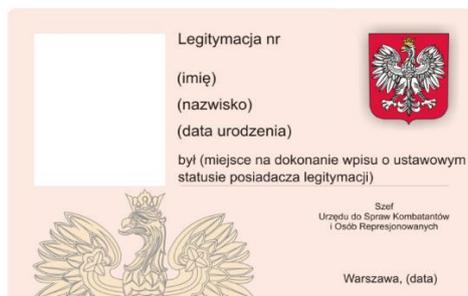 Legitymacja nr
(imię)
(nazwisko)
(data urodzenia)
był (miejsce na dokonanie wpisu o ustawowym
statusie posiadacza legitymacji)
Szef
Urzędu do Spraw Kombatantów
i Osób Represjonowanych
Warszawa, (data)